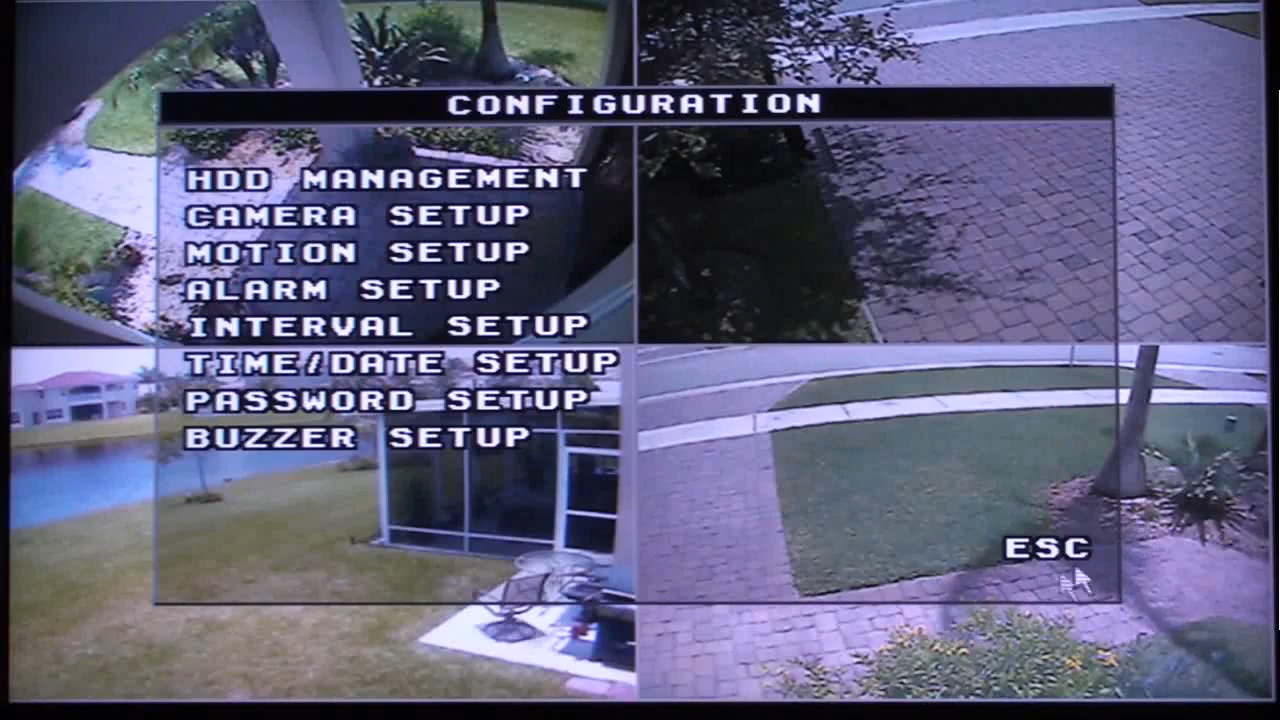 CONFIGURATION
HDD MANAGEMENT
CAMERA SETUP
MOTION SETUP
ALARM SETUP
INTERVAL SETUP
TIME/DATE SETUP
PASSWORD SETUP
BUZZER SETUP
ESC